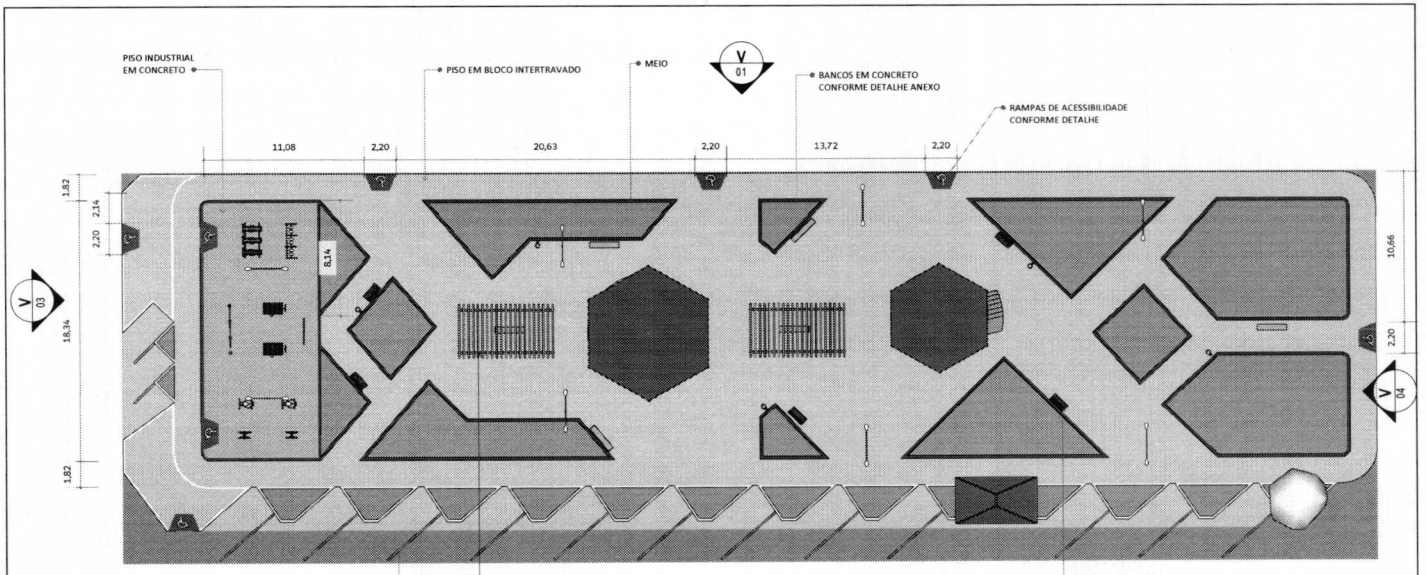 PISO INDUSTRIAL
EM CONCRETO
PISO EM BLOCO INTERTRAVADO
MEIO
V
01
BANCOS EM CONCRETO
CONFORME DETALHE ANEXO
RAMPAS DE ACESSIBILIDADE
CONFORME DETALHE
11,08
2,20
20,63
2,20
13,72
2,20
1,82
2,14
2,20
8,14
10,66
V
03
18,34
2,20
V
04
1,82